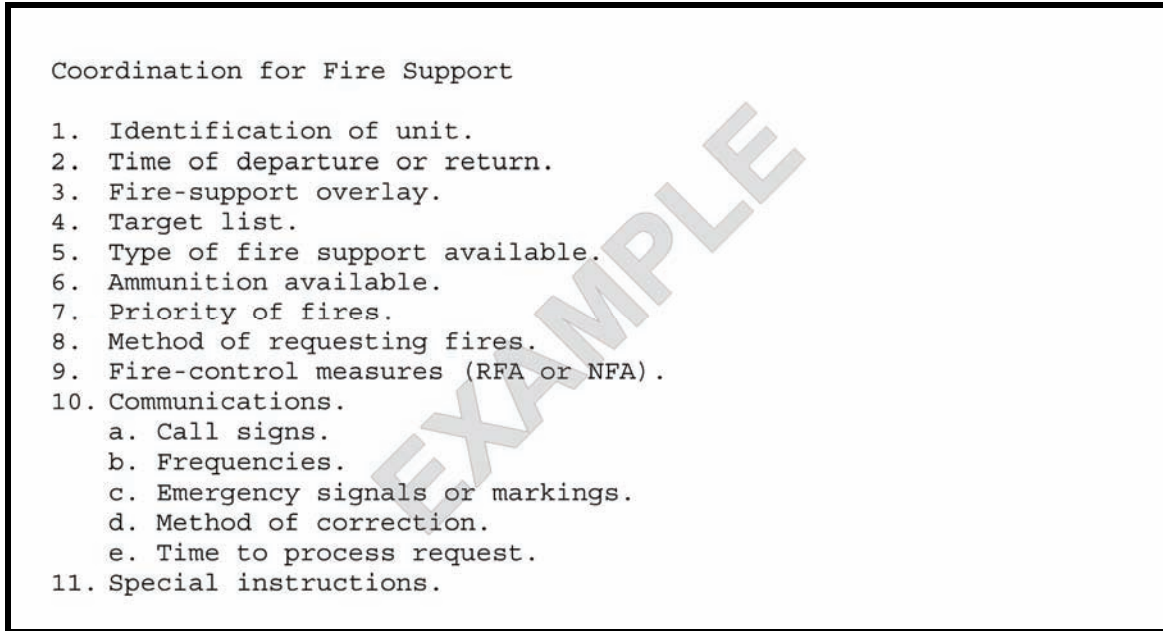 Coordination for Fire Support
1. Identification of unit.
2. Time of departure or return.
3. Fire-support overlay.
4. Target list.
5. Type of fire support available.
6. Ammunition available.
7. Priority of fires.
8. Method of requesting fires.
9. Fire-control measures (RFA or NFA).
10. Communications.
a. Call signs.
b. Frequencies.
c. Emergency signals or markings.
d. Method of correction.
e. Time to process request.
11. Special instructions.
EXAMPLE